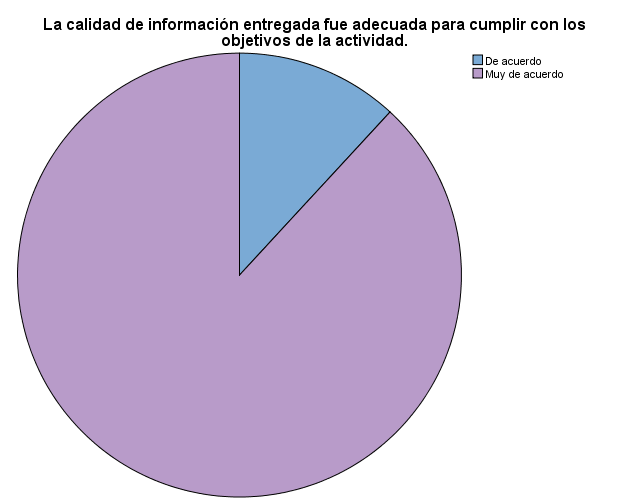 La calidad de información entregada fue adecuada para cumplir con los
objetivos de la actividad.
De acuerdo
Muy de acuerdo